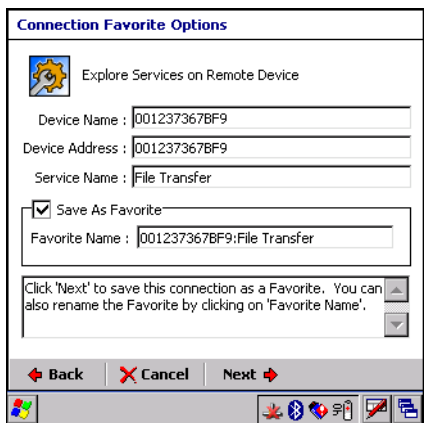 Connection Favorite Options
Explore Services on Remote Device
Device Name : 001237367BF9
Device Address : 001237367BF9
Service Name : File Transfer
Save As Favorite
Favorite Name : 001237367BF9:File Transfer
Click 'Next' to save this connection as a Favorite. You can
also rename the Favorite by clicking on 'Favorite Name'.
Back Cancel Next